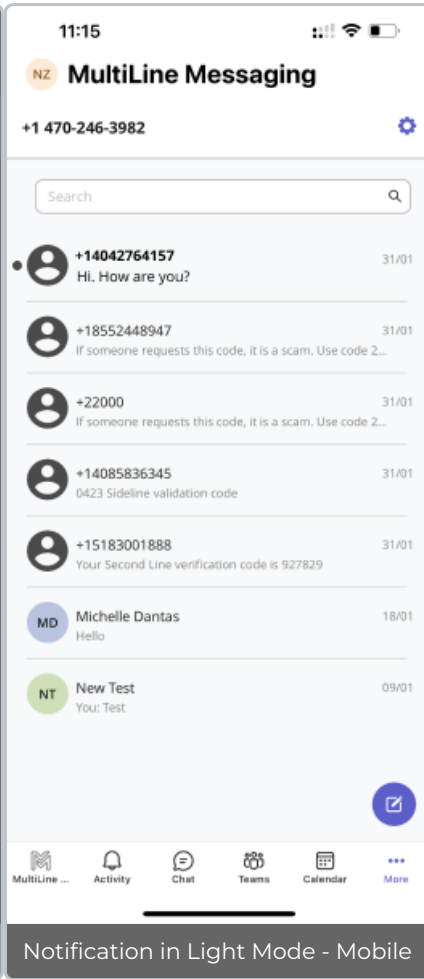 11:15
NZ MultiLine Messaging
+1 470-246-3982
Search
+14042764157 31/01
Hi. How are you?
+18552448947 31/01
If someone requests this code, it is a scam. Use code 2...
+22000 31/01
If someone requests this code, it is a scam. Use code 2...
+14085836345 31/01
0423 Sideline validation code
+15183001888 31/01
Your Second Line verification code is 927829
MD Michelle Dantas 18/01
Hello
NT New Test 09/01
You: Test
MultiLine ... Activity Chat Teams Calendar More
Notification in Light Mode - Mobile